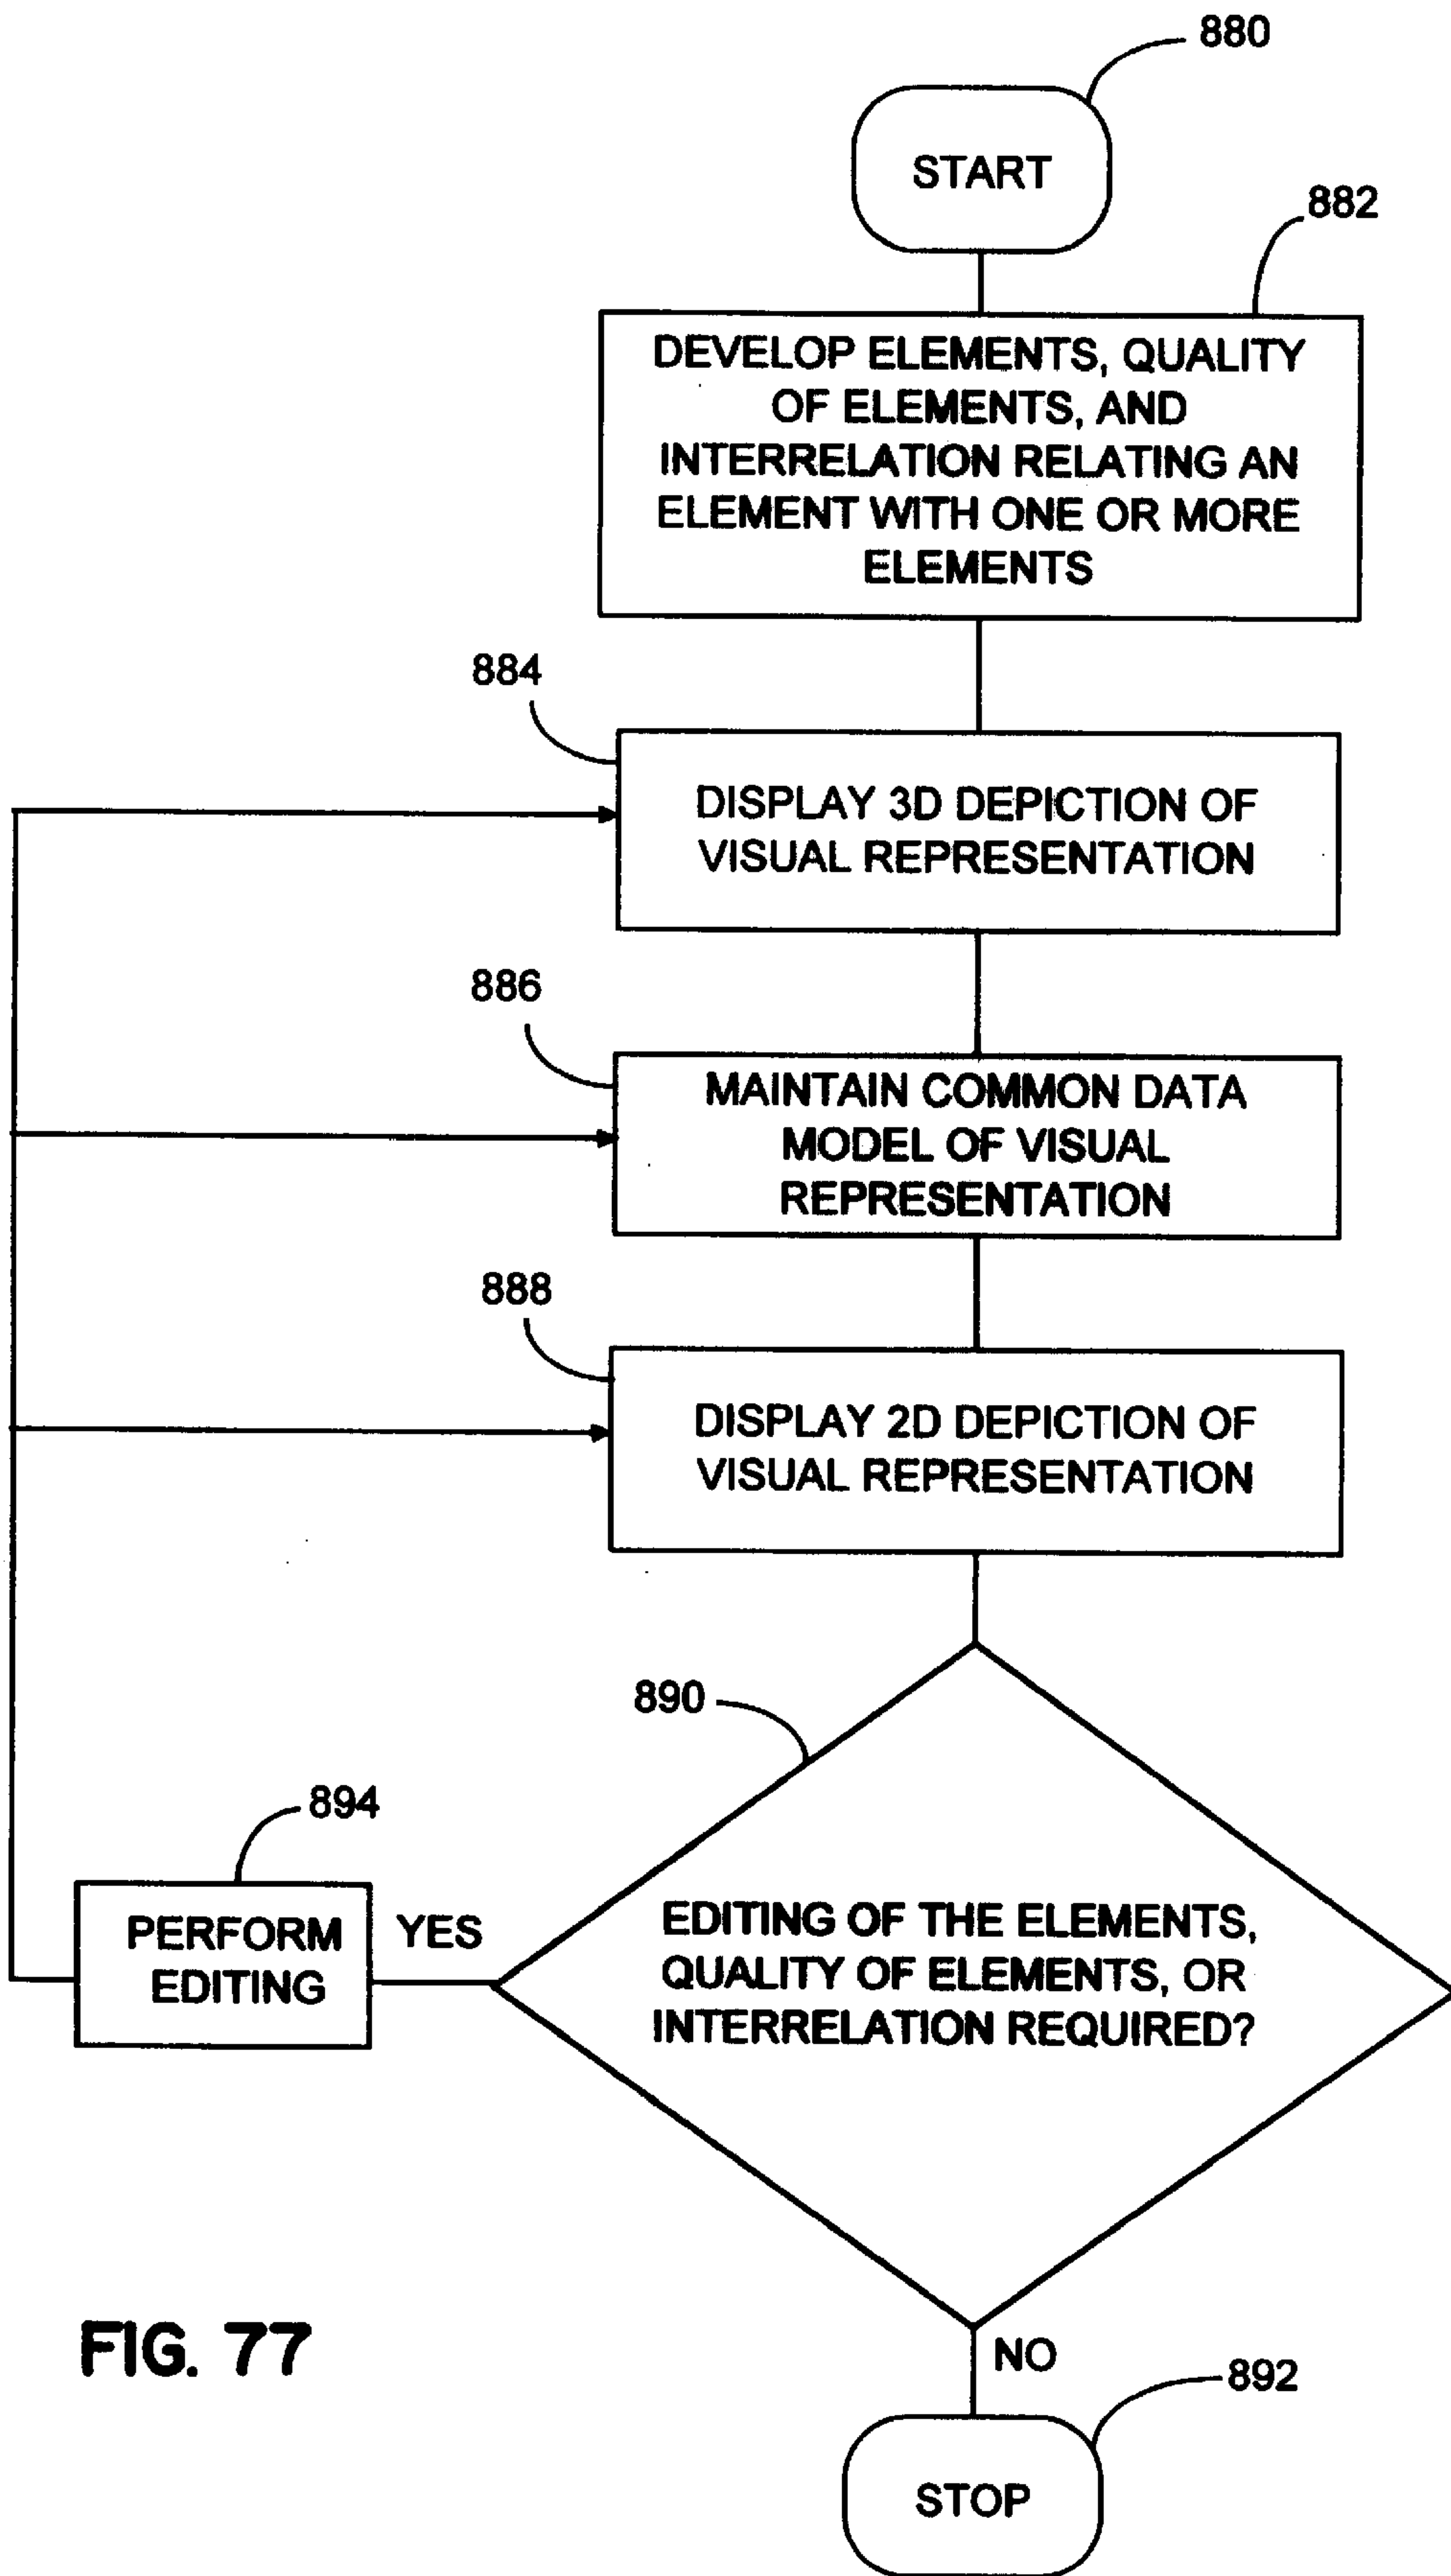 880
START
882
DEVELOP ELEMENTS, QUALITY
OF ELEMENTS, AND
INTERRELATION RELATING AN
ELEMENT WITH ONE OR MORE
ELEMENTS
884
DISPLAY 3D DEPICTION OF
VISUAL REPRESENTATION
886
MAINTAIN COMMON DATA
MODEL OF VISUAL
REPRESENTATION
888
DISPLAY 2D DEPICTION OF
VISUAL REPRESENTATION
890
EDITING OF THE ELEMENTS,
QUALITY OF ELEMENTS, OR
INTERRELATION REQUIRED?
YES
894
PERFORM
EDITING
NO
892
STOP
FIG. 77